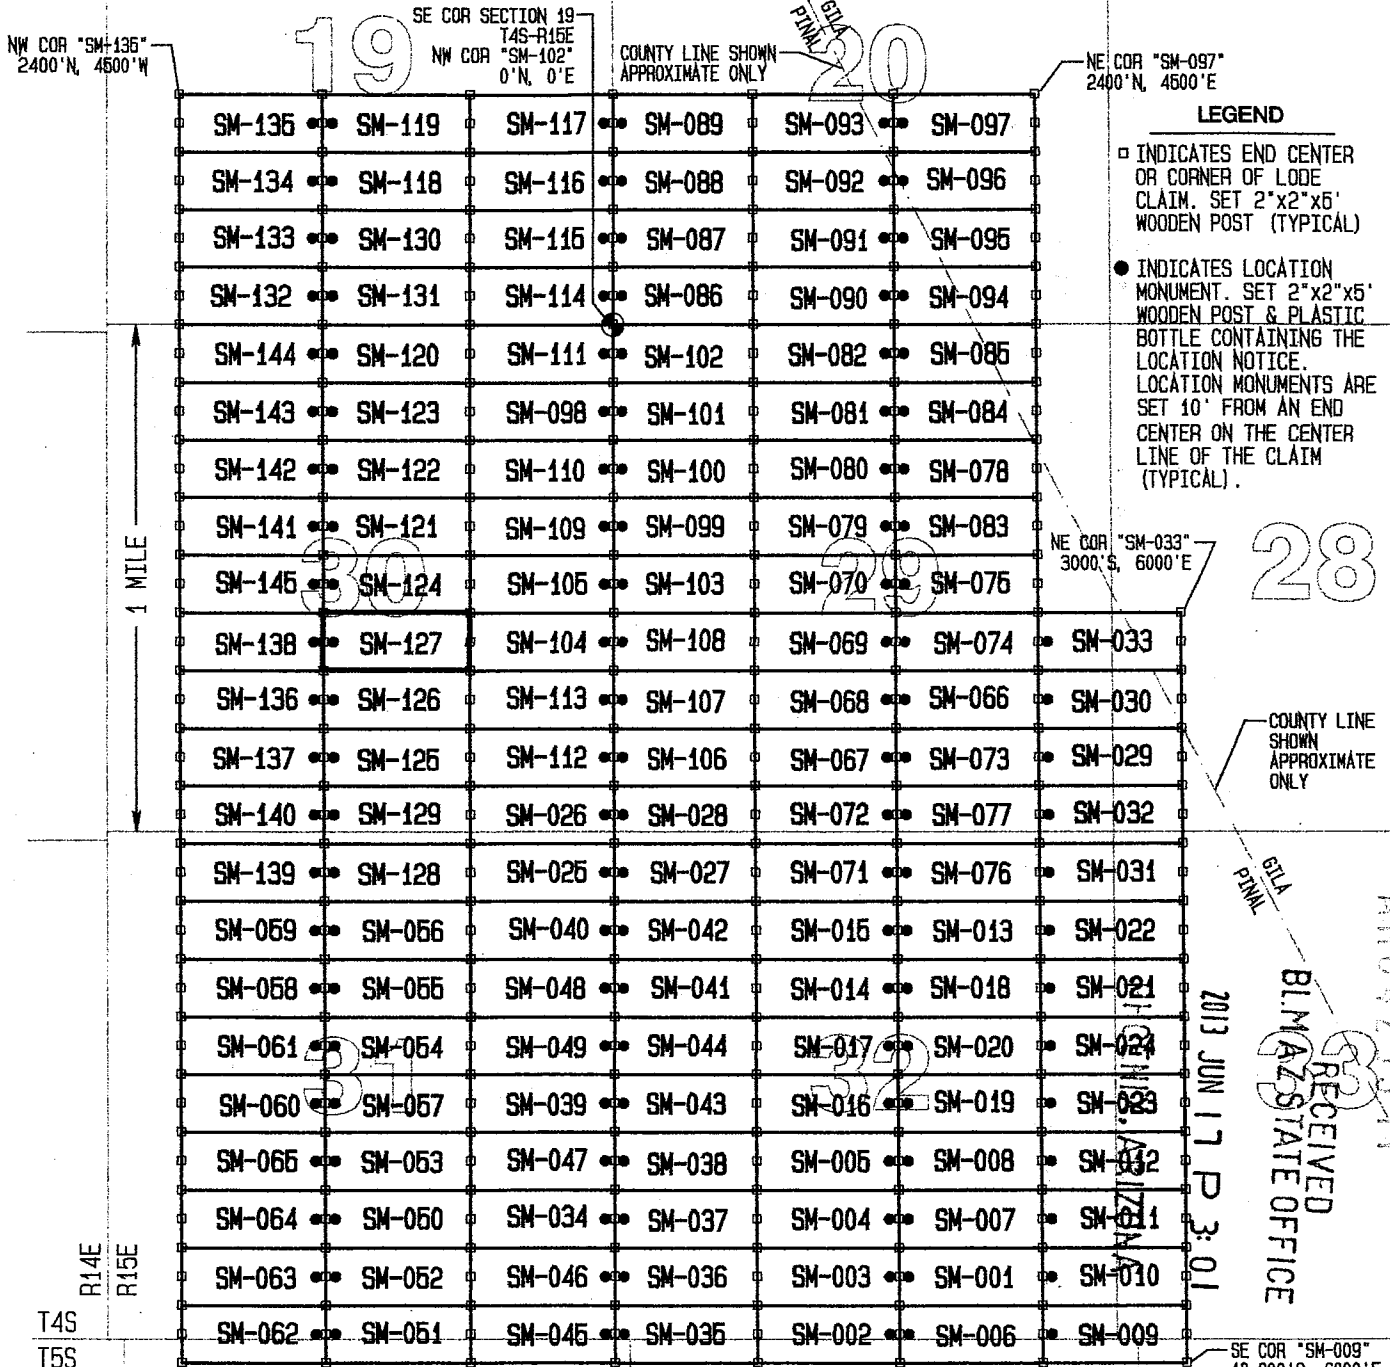 SE COR SECTION 19
T4S-R15E
NW COR "SM-102"
0'N, 0'E
NW COR "SM-135"
2400'N, 4500'W
19
20
GILA
PINAL
COUNTY LINE SHOWN
APPROXIMATE ONLY
NE COR "SM-097"
2400'N, 4500'E
LEGEND
INDICATES END CENTER
OR CORNER OF LODE
CLAIM. SET 2"x2"x5'
WOODEN POST (TYPICAL)
INDICATES LOCATION
MONUMENT. SET 2"x2"x5'
WOODEN POST & PLASTIC
BOTTLE CONTAINING THE
LOCATION NOTICE.
LOCATION MONUMENTS ARE
SET 10' FROM AN END
CENTER ON THE CENTER
LINE OF THE CLAIM
(TYPICAL).
SM-135 SM-119 SM-117 SM-089 SM-093 SM-097
SM-134 SM-118 SM-116 SM-088 SM-092 SM-096
SM-133 SM-130 SM-115 SM-087 SM-091 SM-095
SM-132 SM-131 SM-114 SM-086 SM-090 SM-094
SM-144 SM-120 SM-111 SM-102 SM-082 SM-085
SM-143 SM-123 SM-098 SM-101 SM-081 SM-084
SM-142 SM-122 SM-110 SM-100 SM-080 SM-078
SM-141 SM-121 SM-109 SM-099 SM-079 SM-083
SM-145 SM-124 SM-105 SM-103 SM-070 SM-075
SM-138 SM-127 SM-104 SM-108 SM-069 SM-074 SM-033
SM-136 SM-126 SM-113 SM-107 SM-068 SM-066 SM-030
SM-137 SM-125 SM-112 SM-106 SM-067 SM-073 SM-029
SM-140 SM-129 SM-026 SM-028 SM-072 SM-077 SM-032
SM-139 SM-128 SM-025 SM-027 SM-071 SM-076 SM-031
SM-059 SM-056 SM-040 SM-042 SM-015 SM-013 SM-022
SM-058 SM-055 SM-048 SM-041 SM-014 SM-018 SM-021
SM-061 SM-054 SM-049 SM-044 SM-017 SM-020 SM-024
SM-060 SM-057 SM-039 SM-043 SM-016 SM-019 SM-023
SM-065 SM-053 SM-047 SM-038 SM-005 SM-008 SM-012
SM-064 SM-050 SM-034 SM-037 SM-004 SM-007 SM-011
SM-063 SM-052 SM-046 SM-036 SM-003 SM-001 SM-010
SM-062 SM-051 SM-045 SM-035 SM-002 SM-006 SM-009
1 MILE
30
29
28
NE COR "SM-033"
3000'S, 6000'E
COUNTY LINE
SHOWN
APPROXIMATE
ONLY
GILA
PINAL
31
32
33
RECEIVED
BLM AZ STATE OFFICE
2013 JUN 17 P 3:01
ARIZONA
R14E
R15E
T4S
T5S
SE COR "SM-009"